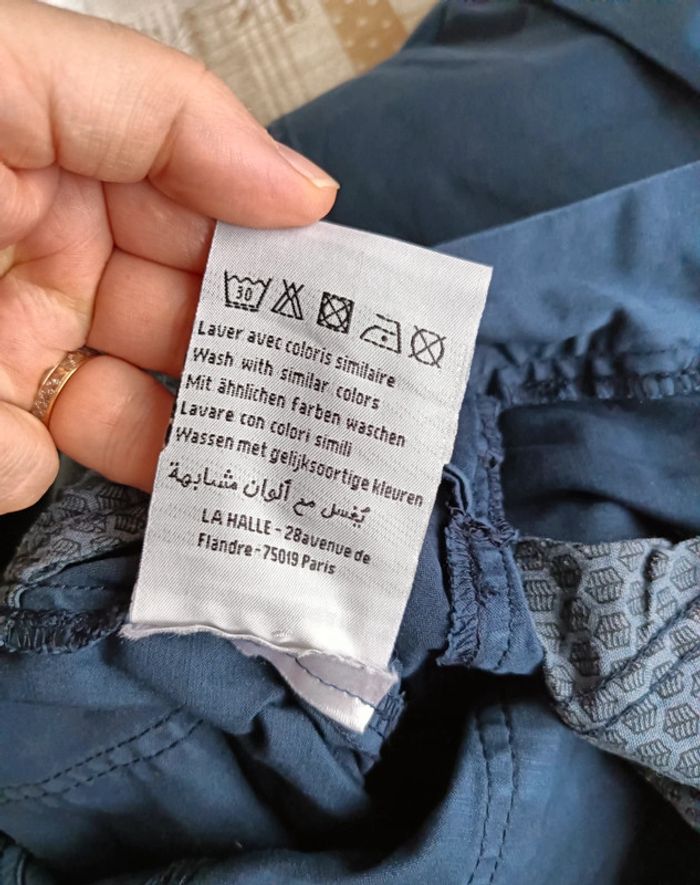 30
Laver avec coloris similaire
Wash with similar colors
Mit ähnlichen farben waschen
Lavare con colori simili
Wassen met gelijksoortige kleuren
يُغسل مع ألوان مشابهة
LA HALLE - 28avenue de
Flandre-75019 Paris